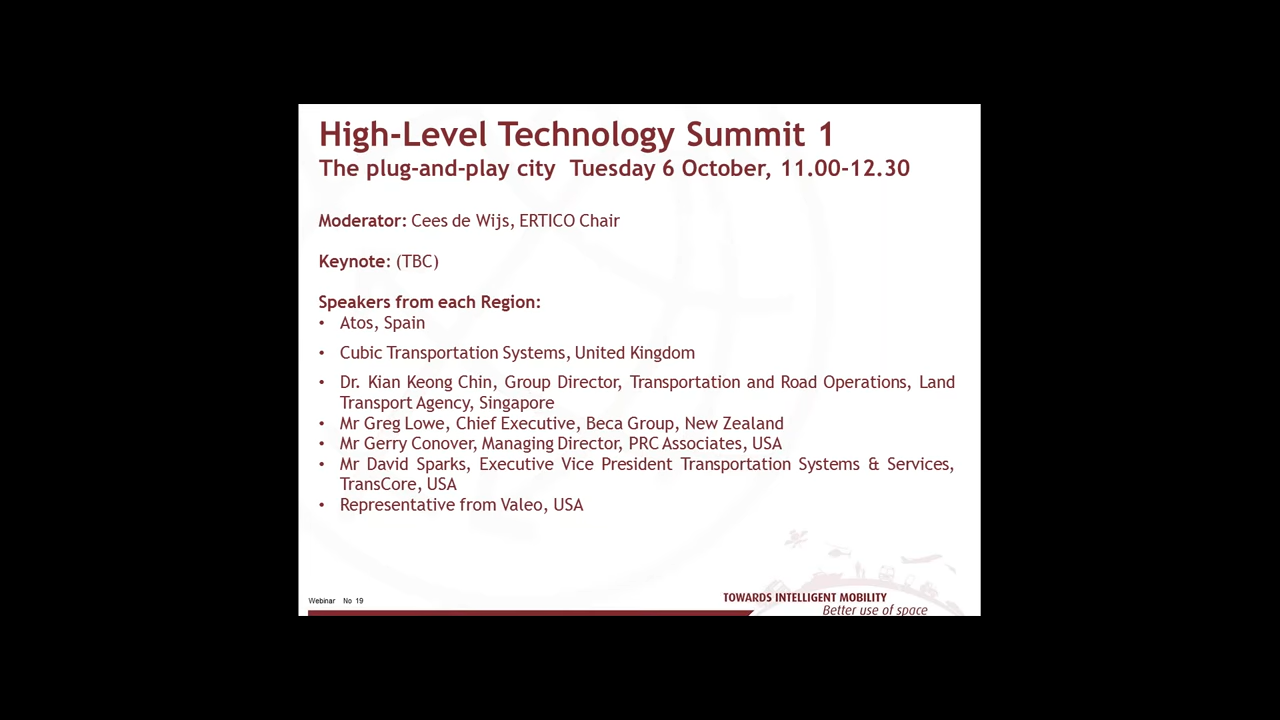 High-Level Technology Summit 1
The plug-and-play city  Tuesday 6 October, 11.00-12.30
Moderator: Cees de Wijs, ERTICO Chair
Keynote: (TBC)
Speakers from each Region:
• Atos, Spain
• Cubic Transportation Systems, United Kingdom
• Dr. Kian Keong Chin, Group Director, Transportation and Road Operations, Land
Transport Agency, Singapore
• Mr Greg Lowe, Chief Executive, Beca Group, New Zealand
• Mr Gerry Conover, Managing Director, PRC Associates, USA
• Mr David Sparks, Executive Vice President Transportation Systems & Services,
TransCore, USA
• Representative from Valeo, USA
Webinar No 19
TOWARDS INTELLIGENT MOBILITY
Better use of space